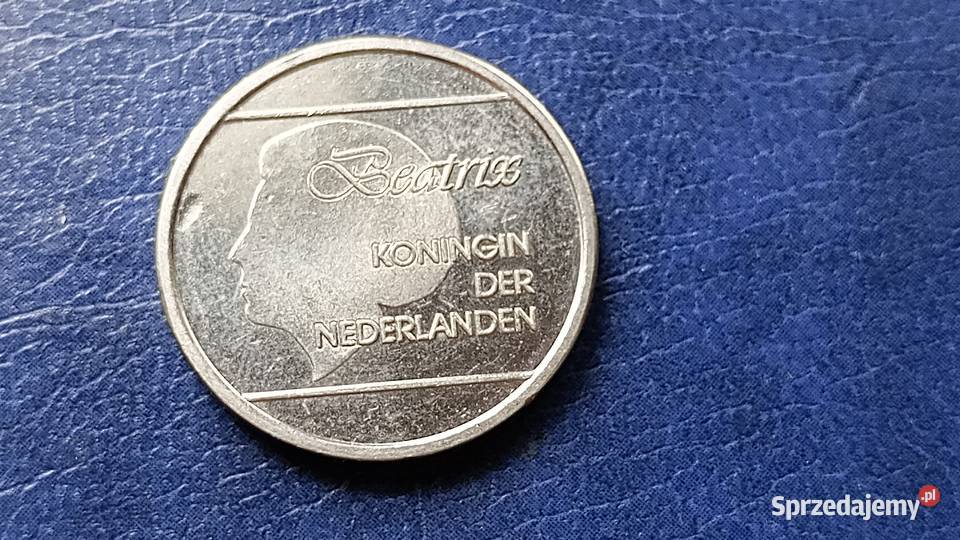 Beatrix
KONINGIN
DER
NEDERLANDEN
Sprzedajemy.pl